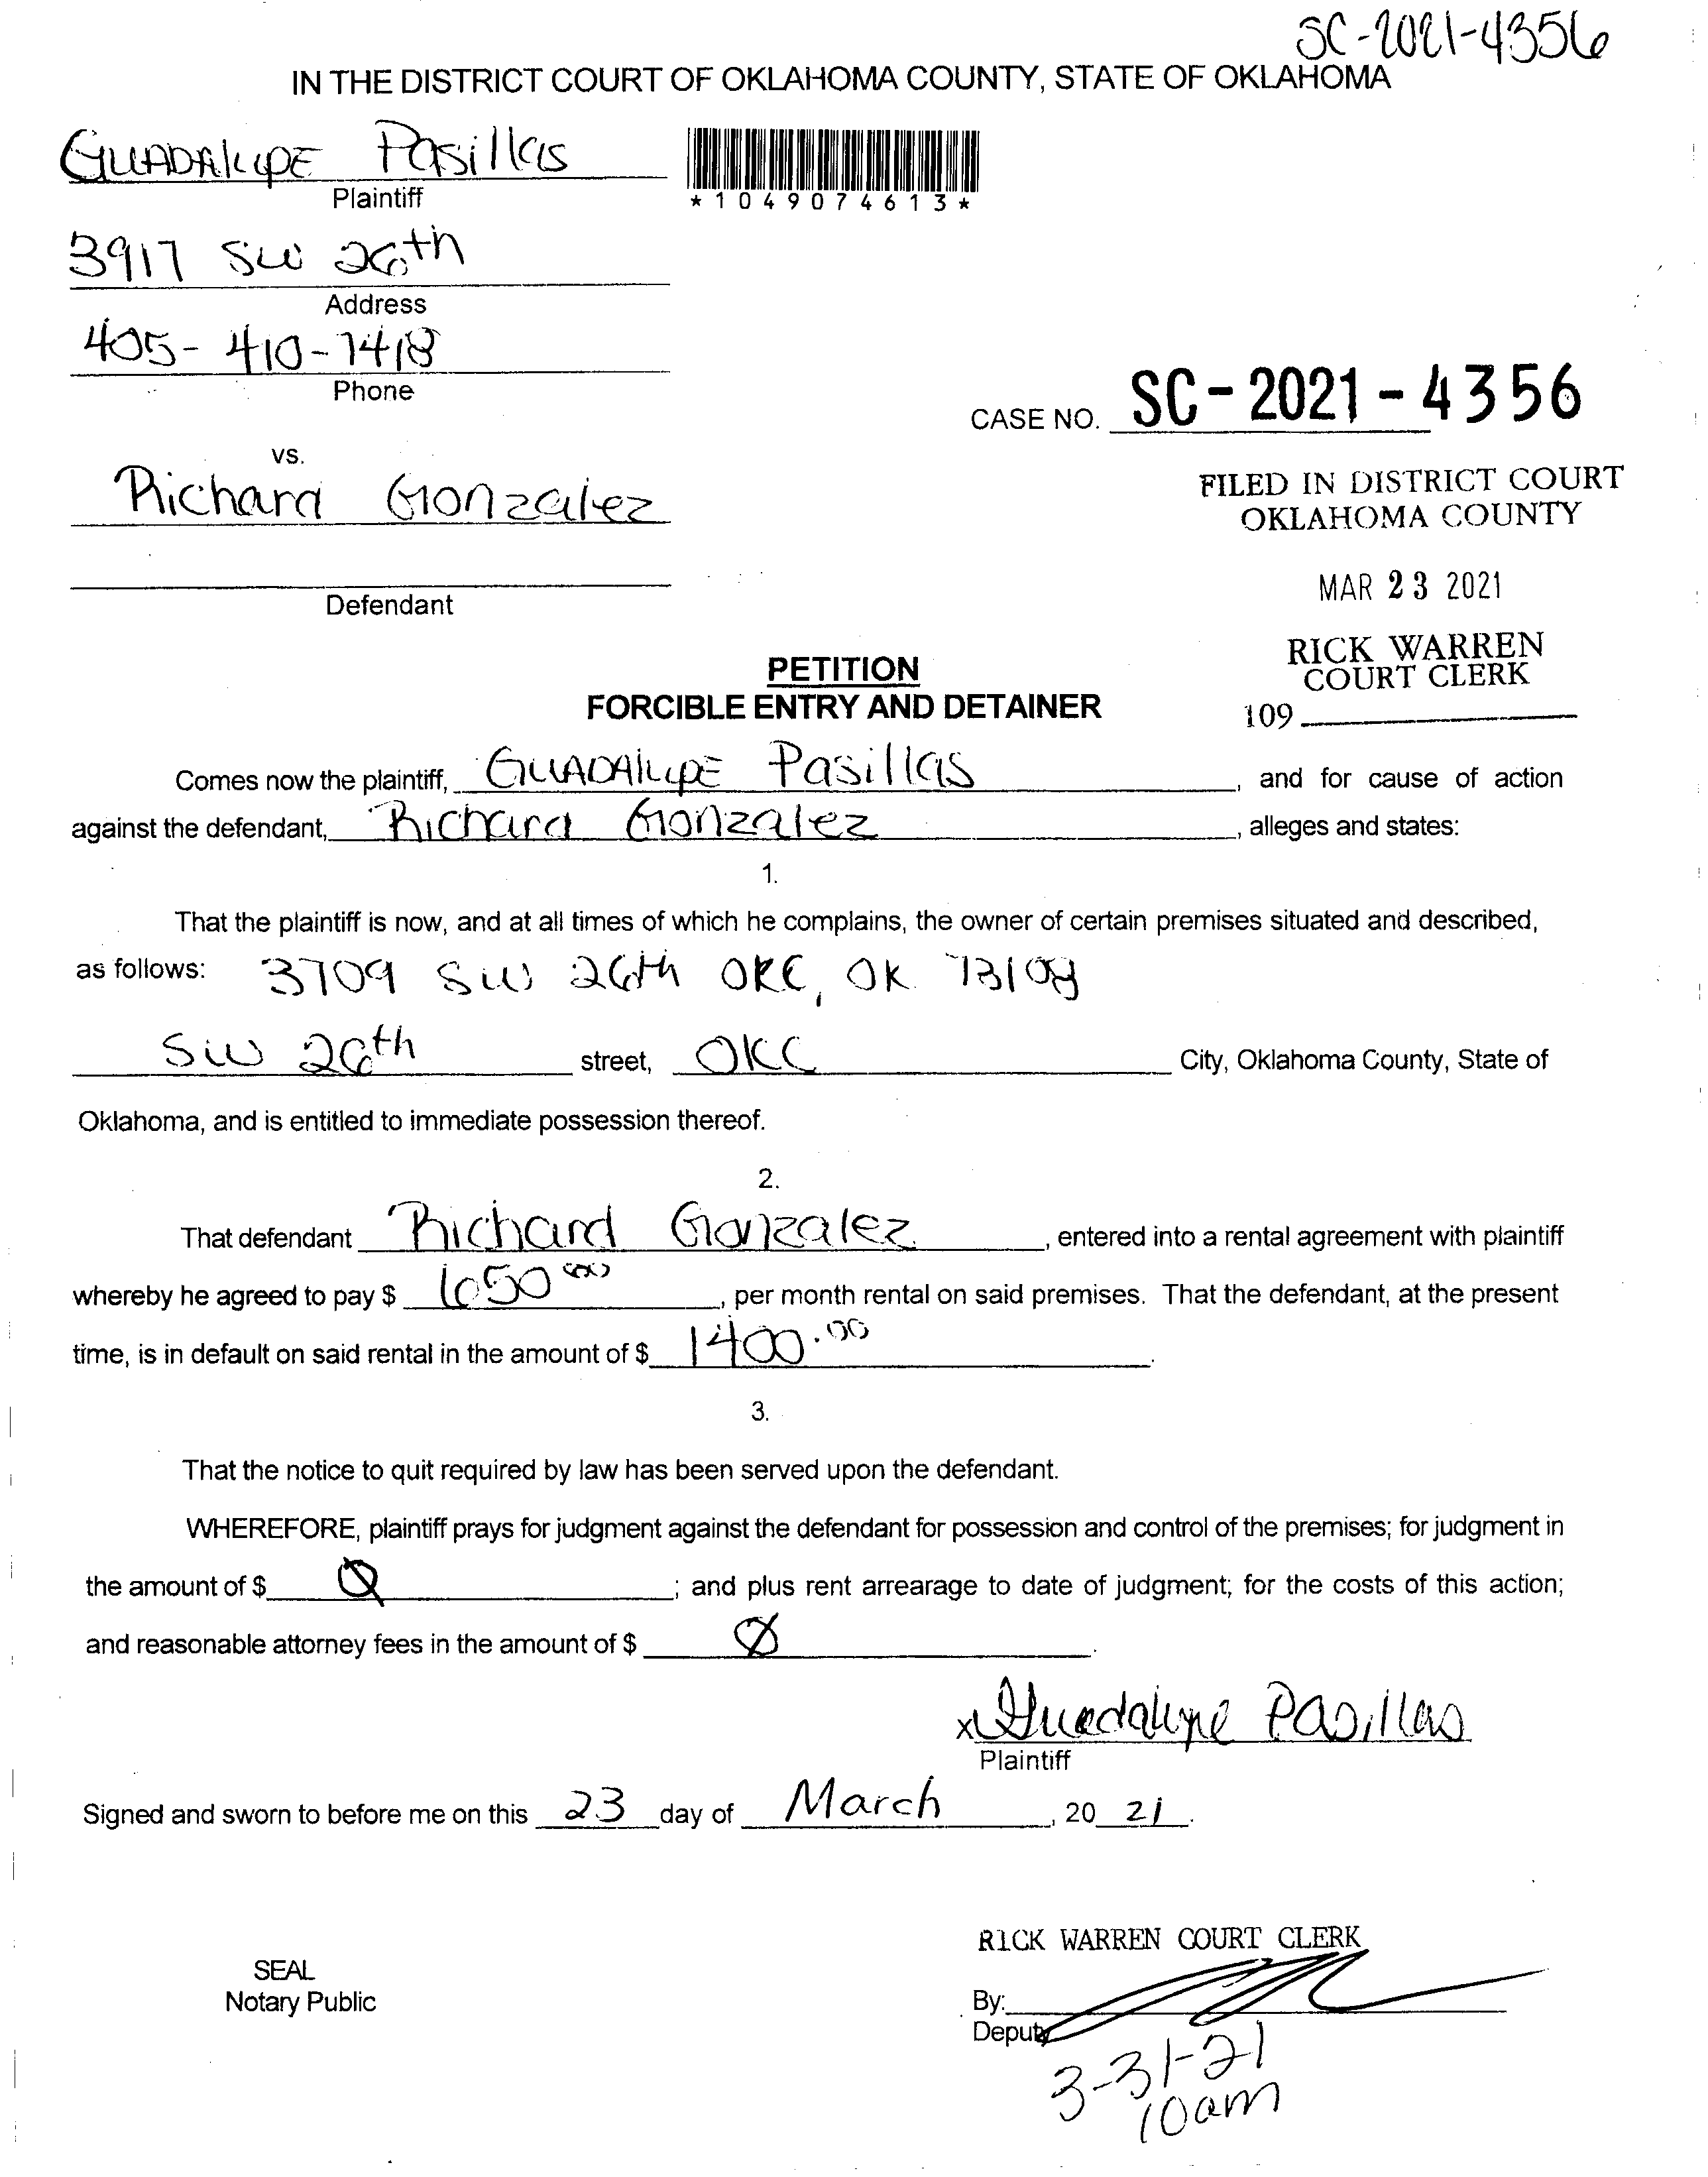 SC-2021-4356
IN THE DISTRICT COURT OF OKLAHOMA COUNTY, STATE OF OKLAHOMA
GUADALUPE Pasillas
Plaintiff
*1049074613*
3917 SW 26th
Address
405-410-7418
Phone
CASE NO. SC-2021-4356
vs.
Richard Gonzalez
FILED IN DISTRICT COURT
OKLAHOMA COUNTY
MAR 23 2021
Defendant
RICK WARREN
COURT CLERK
109
PETITION
FORCIBLE ENTRY AND DETAINER
Comes now the plaintiff, GUADALUPE Pasillas, and for cause of action
against the defendant, Richard Gonzalez, alleges and states:
1.
That the plaintiff is now, and at all times of which he complains, the owner of certain premises situated and described,
as follows: 3709 SW 26th OKC, OK 73108
SW 26th street, OKC City, Oklahoma County, State of
Oklahoma, and is entitled to immediate possession thereof.
2.
That defendant Richard Gonzalez, entered into a rental agreement with plaintiff
whereby he agreed to pay $ 650.00, per month rental on said premises. That the defendant, at the present
time, is in default on said rental in the amount of $ 1400.00.
3.
That the notice to quit required by law has been served upon the defendant.
WHEREFORE, plaintiff prays for judgment against the defendant for possession and control of the premises; for judgment in
the amount of $ Ø; and plus rent arrearage to date of judgment; for the costs of this action;
and reasonable attorney fees in the amount of $ Ø.
x Guadalupe Pasillas
Plaintiff
Signed and sworn to before me on this 23 day of March, 20 21.
RICK WARREN COURT CLERK
SEAL
Notary Public
By:
Deputy
3-31-21
10am